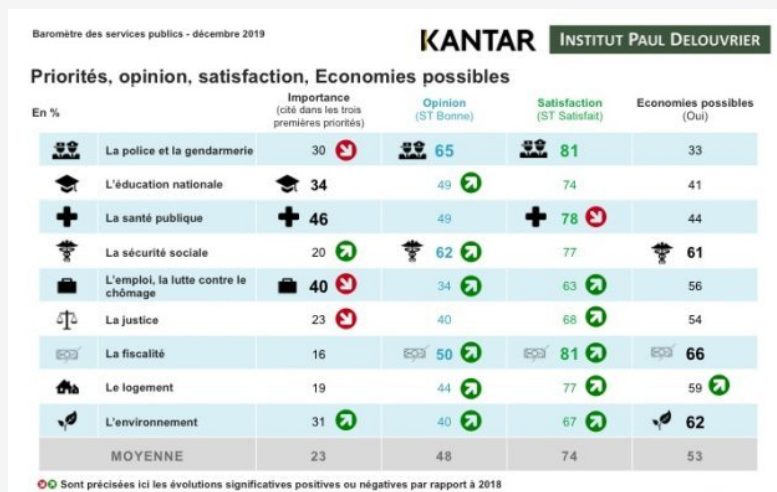 Baromètre des services publics - décembre 2019
KANTAR
INSTITUT PAUL DELOUVRIER
Priorités, opinion, satisfaction, Economies possibles
En %
Importance
(cité dans les trois
premières priorités)
Opinion
(ST Bonne)
Satisfaction
(ST Satisfait)
Economies possibles
(Oui)
La police et la gendarmerie 30 65 81 33
L'éducation nationale 34 49 74 41
La santé publique 46 49 78 44
La sécurité sociale 20 62 77 61
L'emploi, la lutte contre le
chômage 40 34 63 56
La justice 23 40 68 54
La fiscalité 16 50 81 66
Le logement 19 44 77 59
L'environnement 31 40 67 62
MOYENNE 23 48 74 53
Sont précisées ici les évolutions significatives positives ou négatives par rapport à 2018